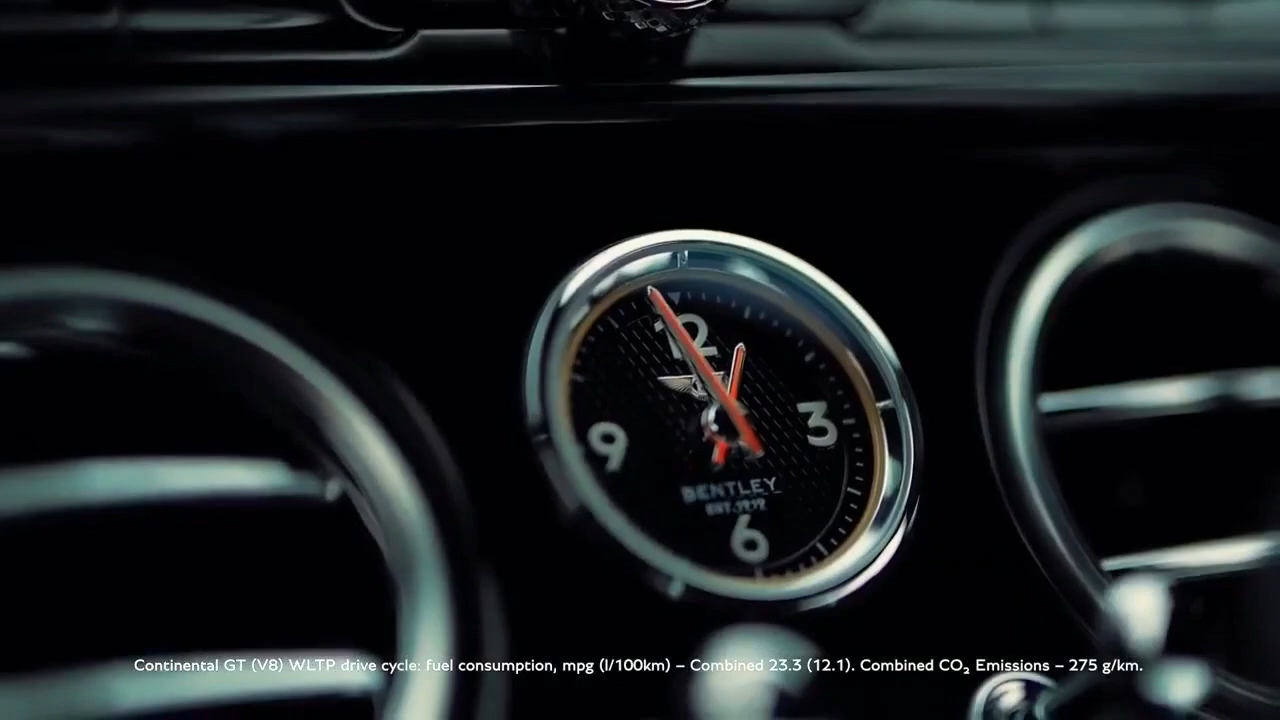 12
9
3
BENTLEY
6
Continental GT (V8) WLTP drive cycle: fuel consumption, mpg (l/100km) – Combined 23.3 (12.1). Combined CO₂ Emissions – 275 g/km.